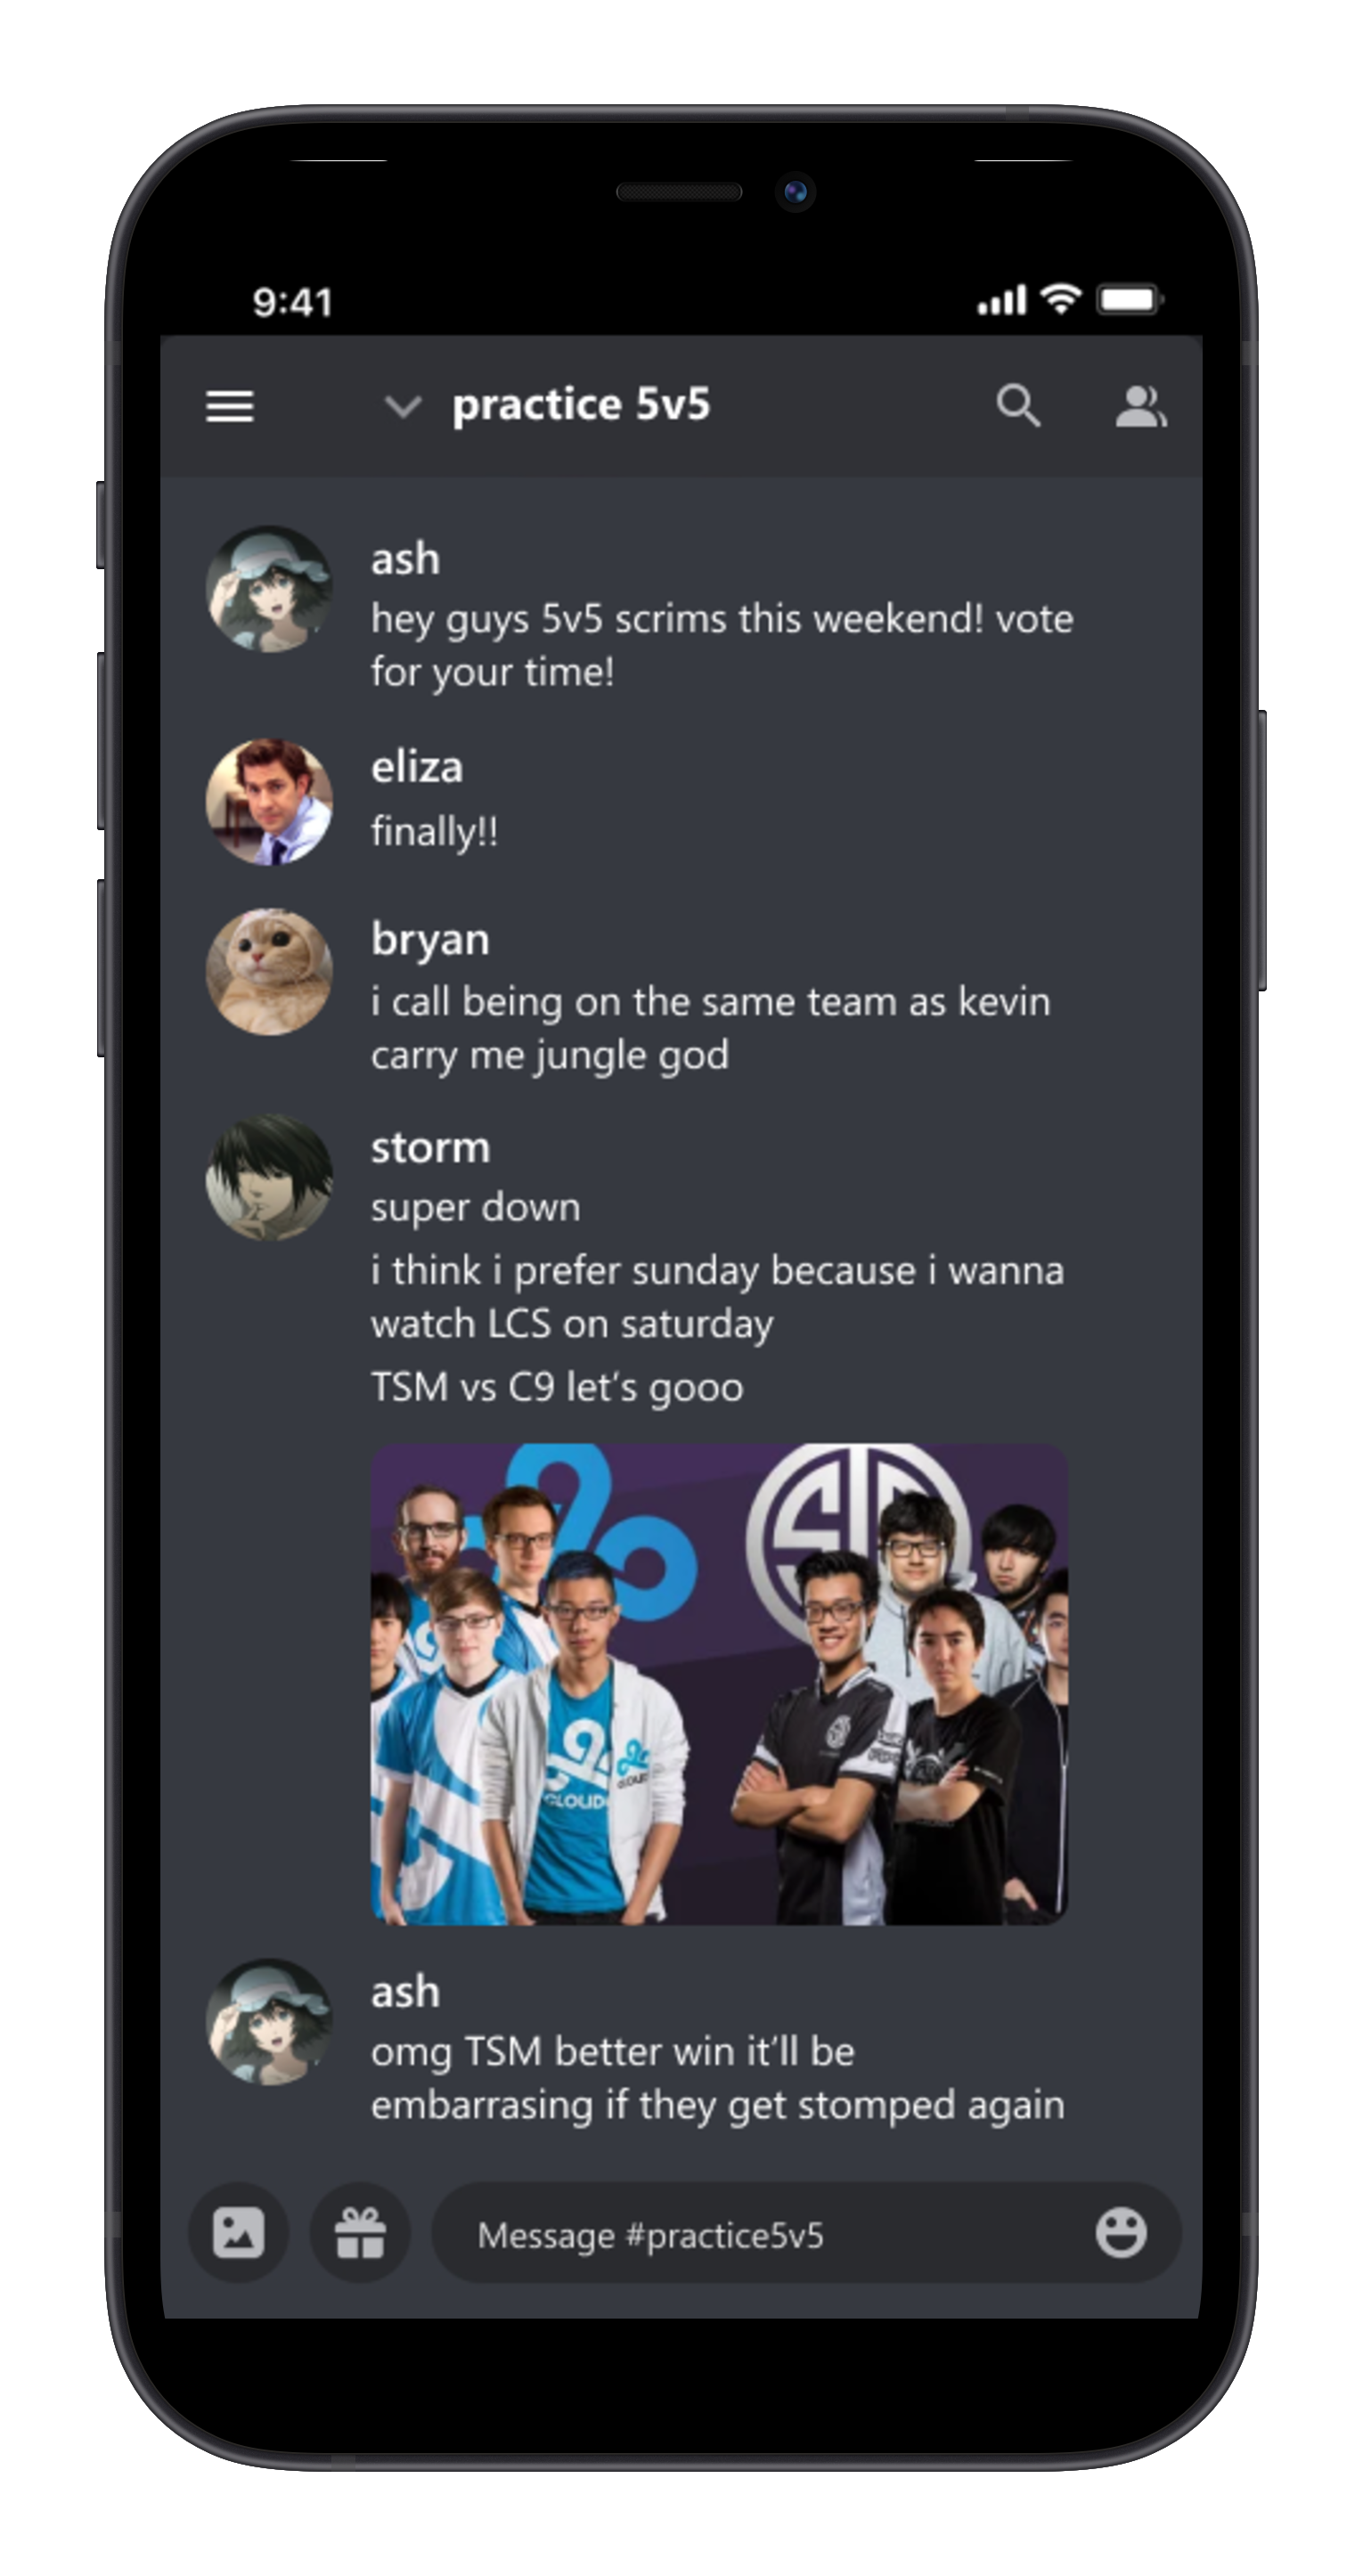 9:41
practice 5v5
ash
hey guys 5v5 scrims this weekend! vote
for your time!
eliza
finally!!
bryan
i call being on the same team as kevin
carry me jungle god
storm
super down
i think i prefer sunday because i wanna
watch LCS on saturday
TSM vs C9 let's gooo
CLOUD
CLOUD
ash
omg TSM better win it'll be
embarrasing if they get stomped again
Message #practice5v5